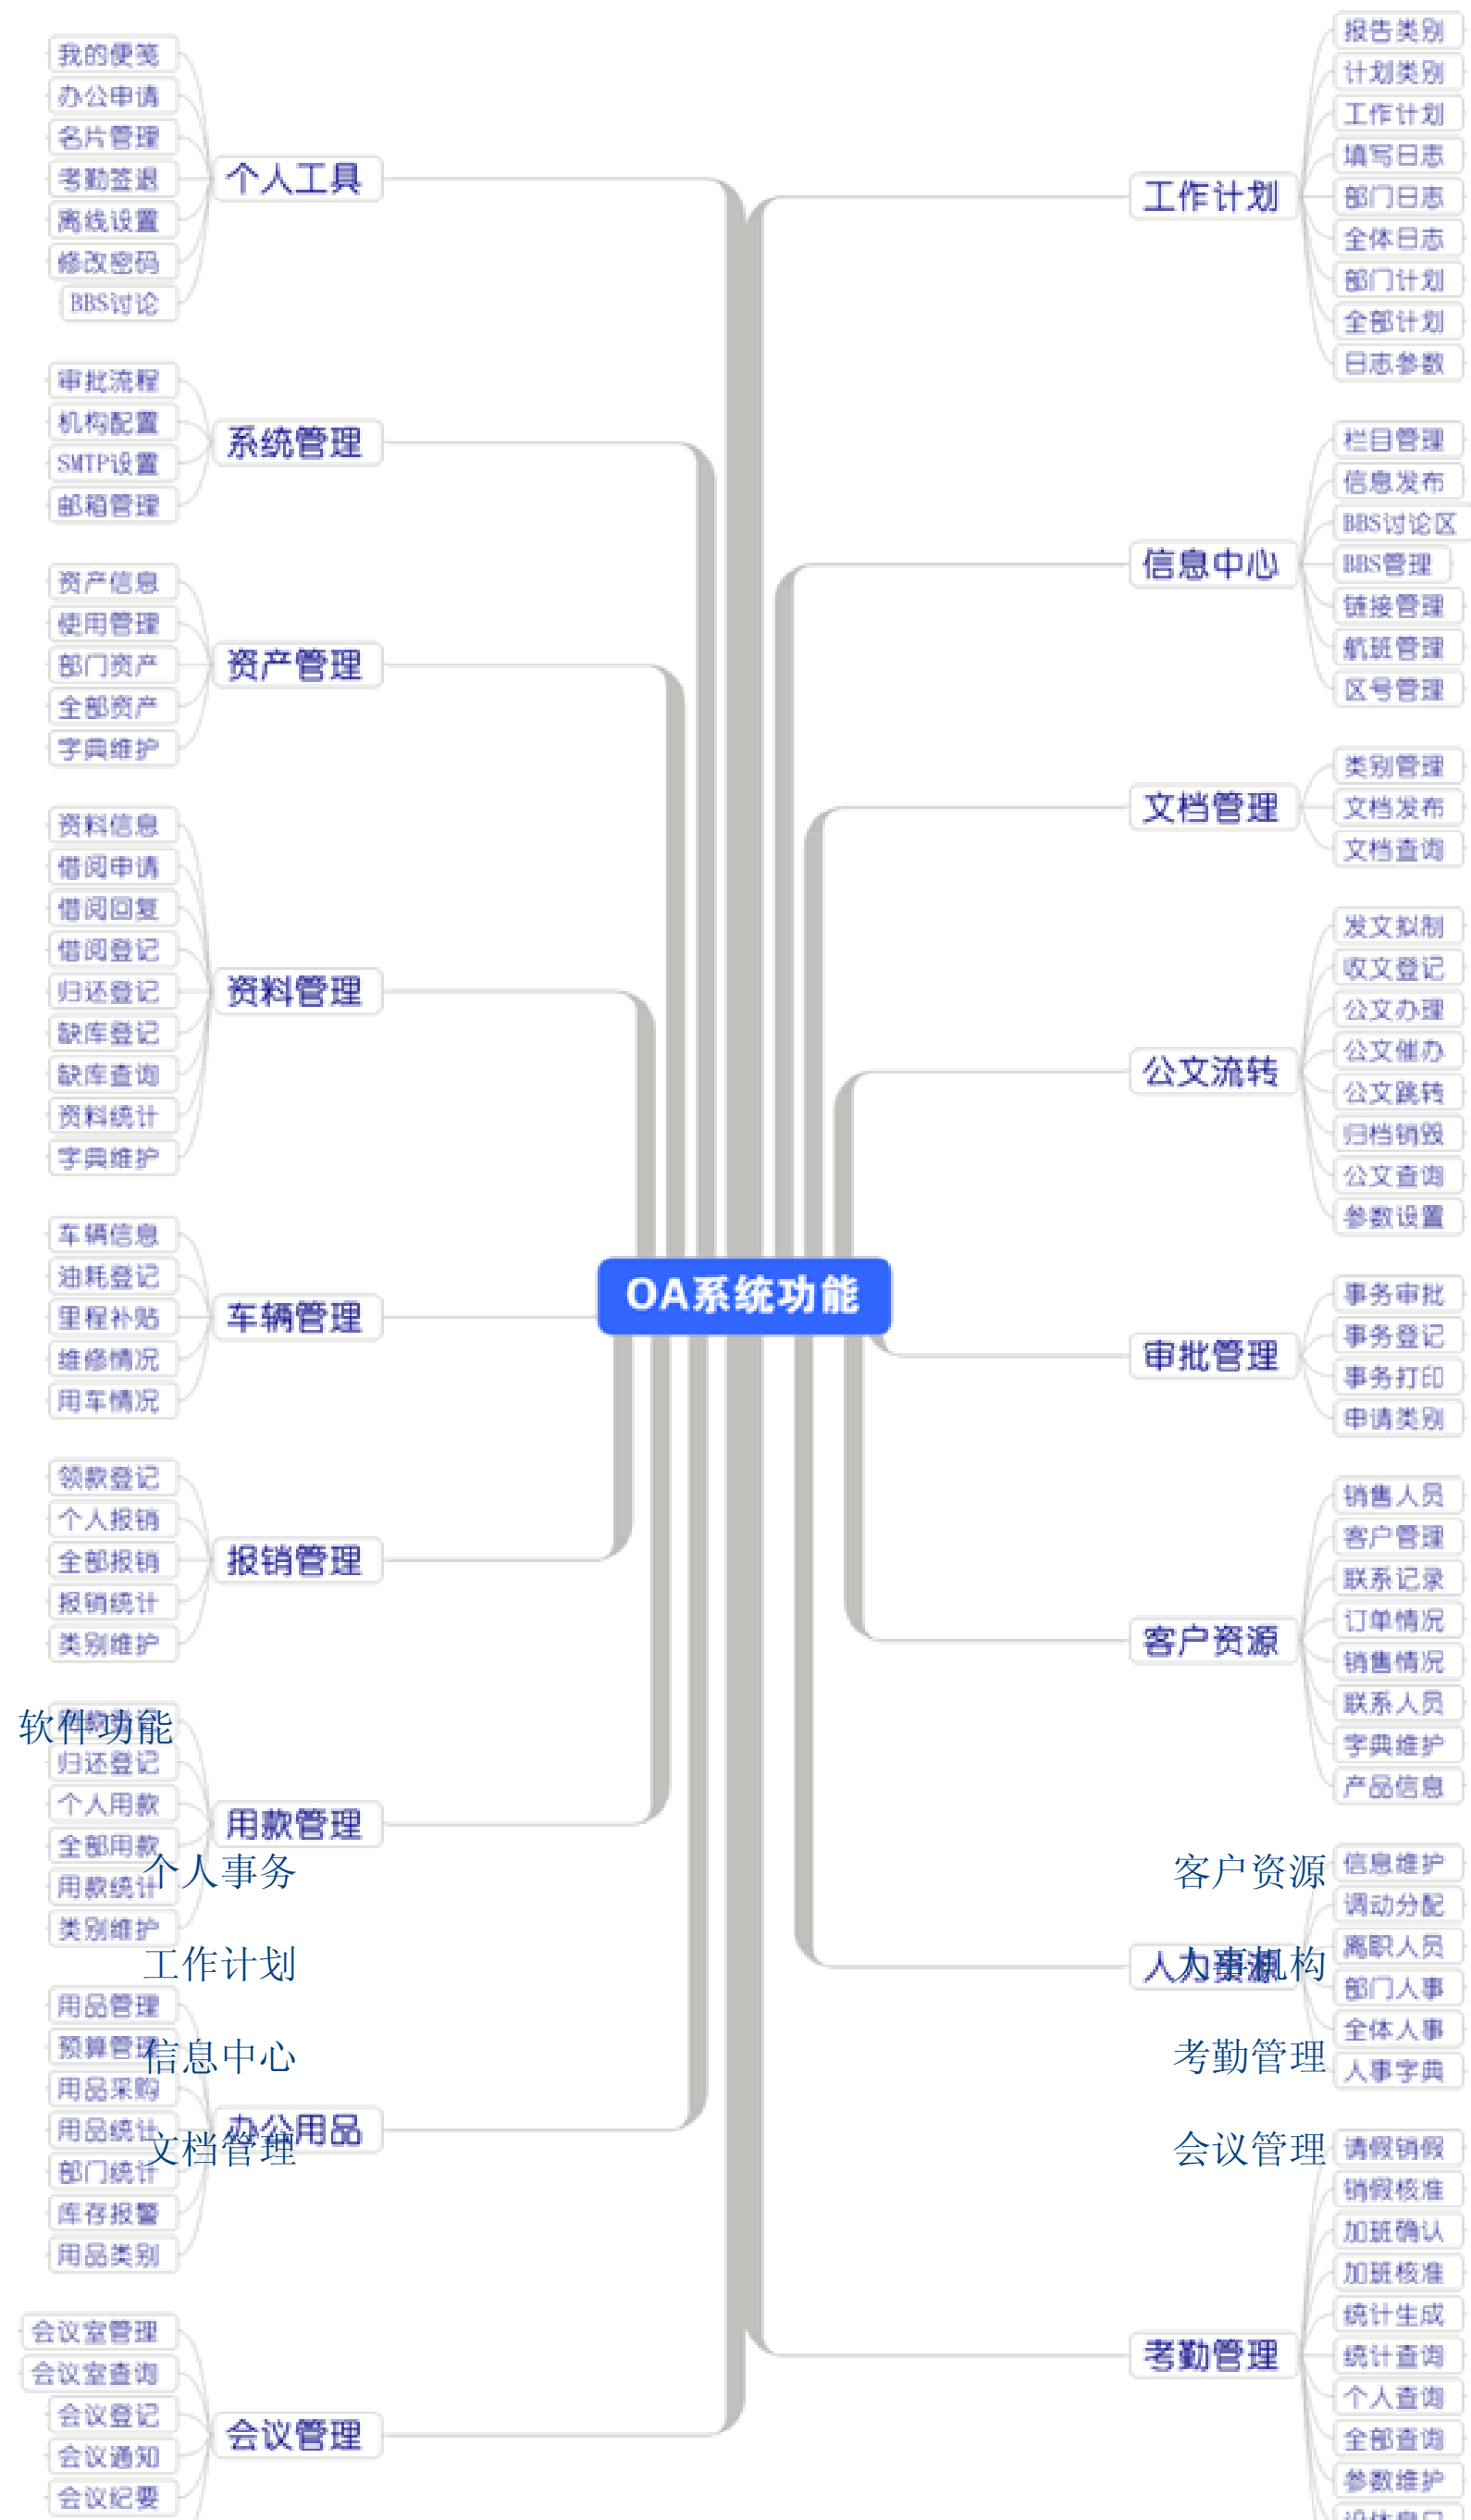 我的便笺
办公申请
名片管理
考勤签退
离线设置
修改密码
BBS讨论
个人工具
审批流程
机构配置
SMTP设置
邮箱管理
系统管理
资产信息
使用管理
部门资产
全部资产
字典维护
资产管理
资料信息
借阅申请
借阅回复
借阅登记
归还登记
缺库登记
缺库查询
资料统计
字典维护
资料管理
车辆信息
油耗登记
里程补贴
维修情况
用车情况
车辆管理
领款登记
个人报销
全部报销
报销统计
类别维护
报销管理
软件功能
归还登记
个人用款
全部用款
用款统计
类别维护
用款管理
个人事务
工作计划
信息中心
文档管理
用品管理
预算管理
用品采购
用品统计
部门统计
库存报警
用品类别
办公用品
会议室管理
会议室查询
会议登记
会议通知
会议纪要
会议管理
OA系统功能
工作计划
报告类别
计划类别
工作计划
填写日志
部门日志
全体日志
部门计划
全部计划
日志参数
信息中心
栏目管理
信息发布
BBS讨论区
BBS管理
链接管理
航班管理
区号管理
文档管理
类别管理
文档发布
文档查询
公文流转
发文拟制
收文登记
公文办理
公文催办
公文跳转
归档销毁
公文查询
参数设置
审批管理
事务审批
事务登记
事务打印
申请类别
客户资源
销售人员
客户管理
联系记录
订单情况
销售情况
联系人员
字典维护
产品信息
客户资源
人事机构
考勤管理
会议管理
人力资源
信息维护
调动分配
离职人员
部门人事
全体人事
人事字典
考勤管理
请假销假
销假核准
加班确认
加班核准
统计生成
统计查询
个人查询
全部查询
参数维护